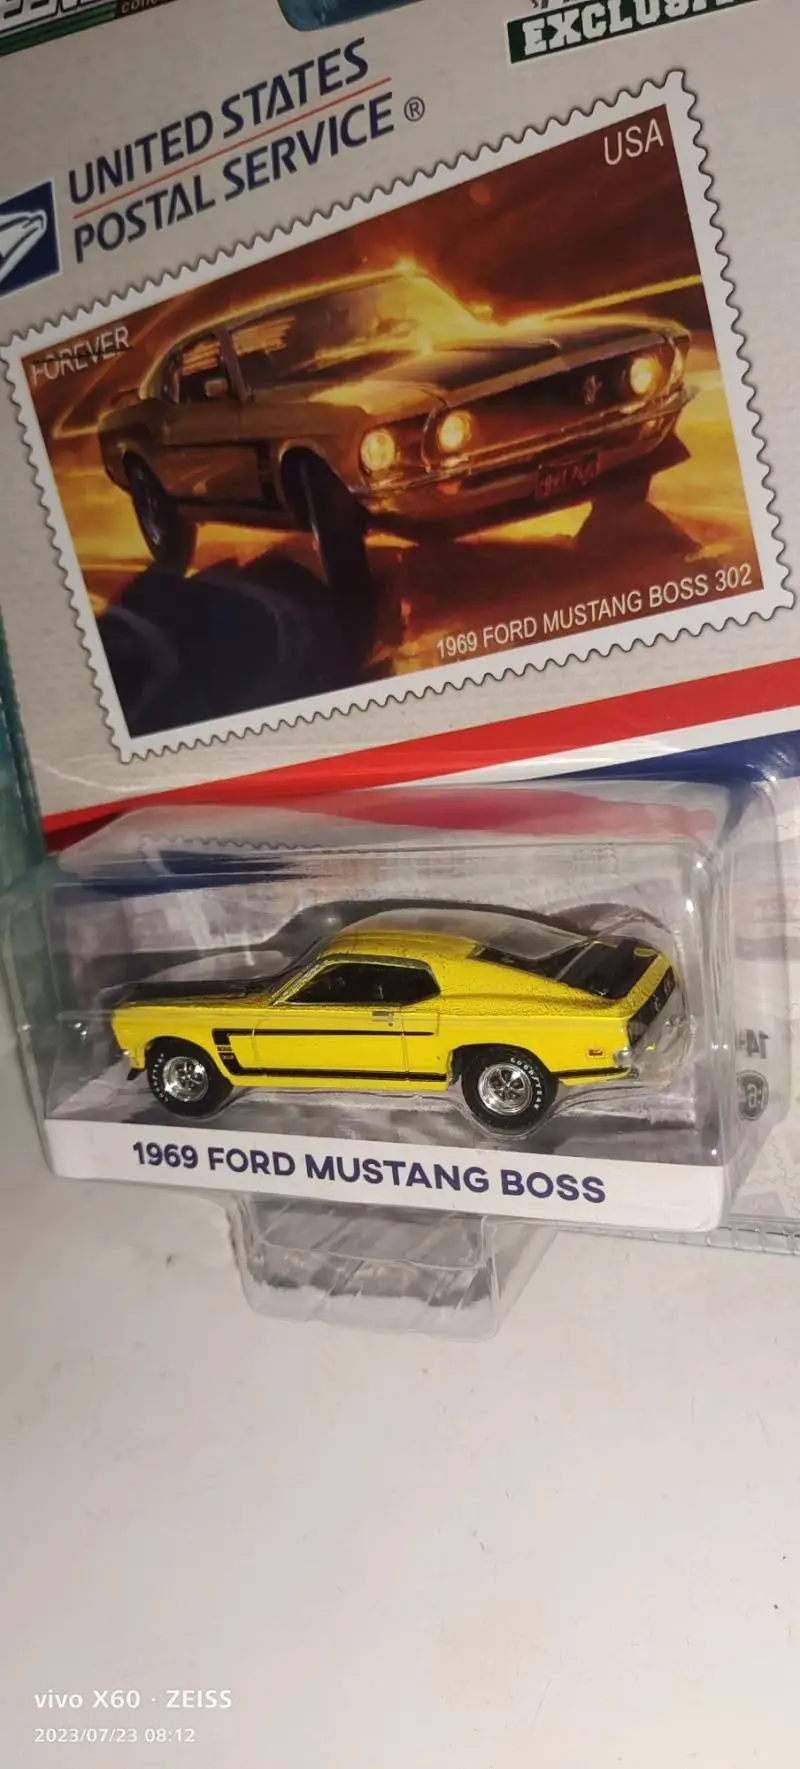 EXCLUSI
UNITED STATES
POSTAL SERVICE®
USA
FOREVER
1969 FORD MUSTANG BOSS 302
GOODYEAR
1969 FORD MUSTANG BOSS
vivo X60 · ZEISS
2023/07/23 08:12